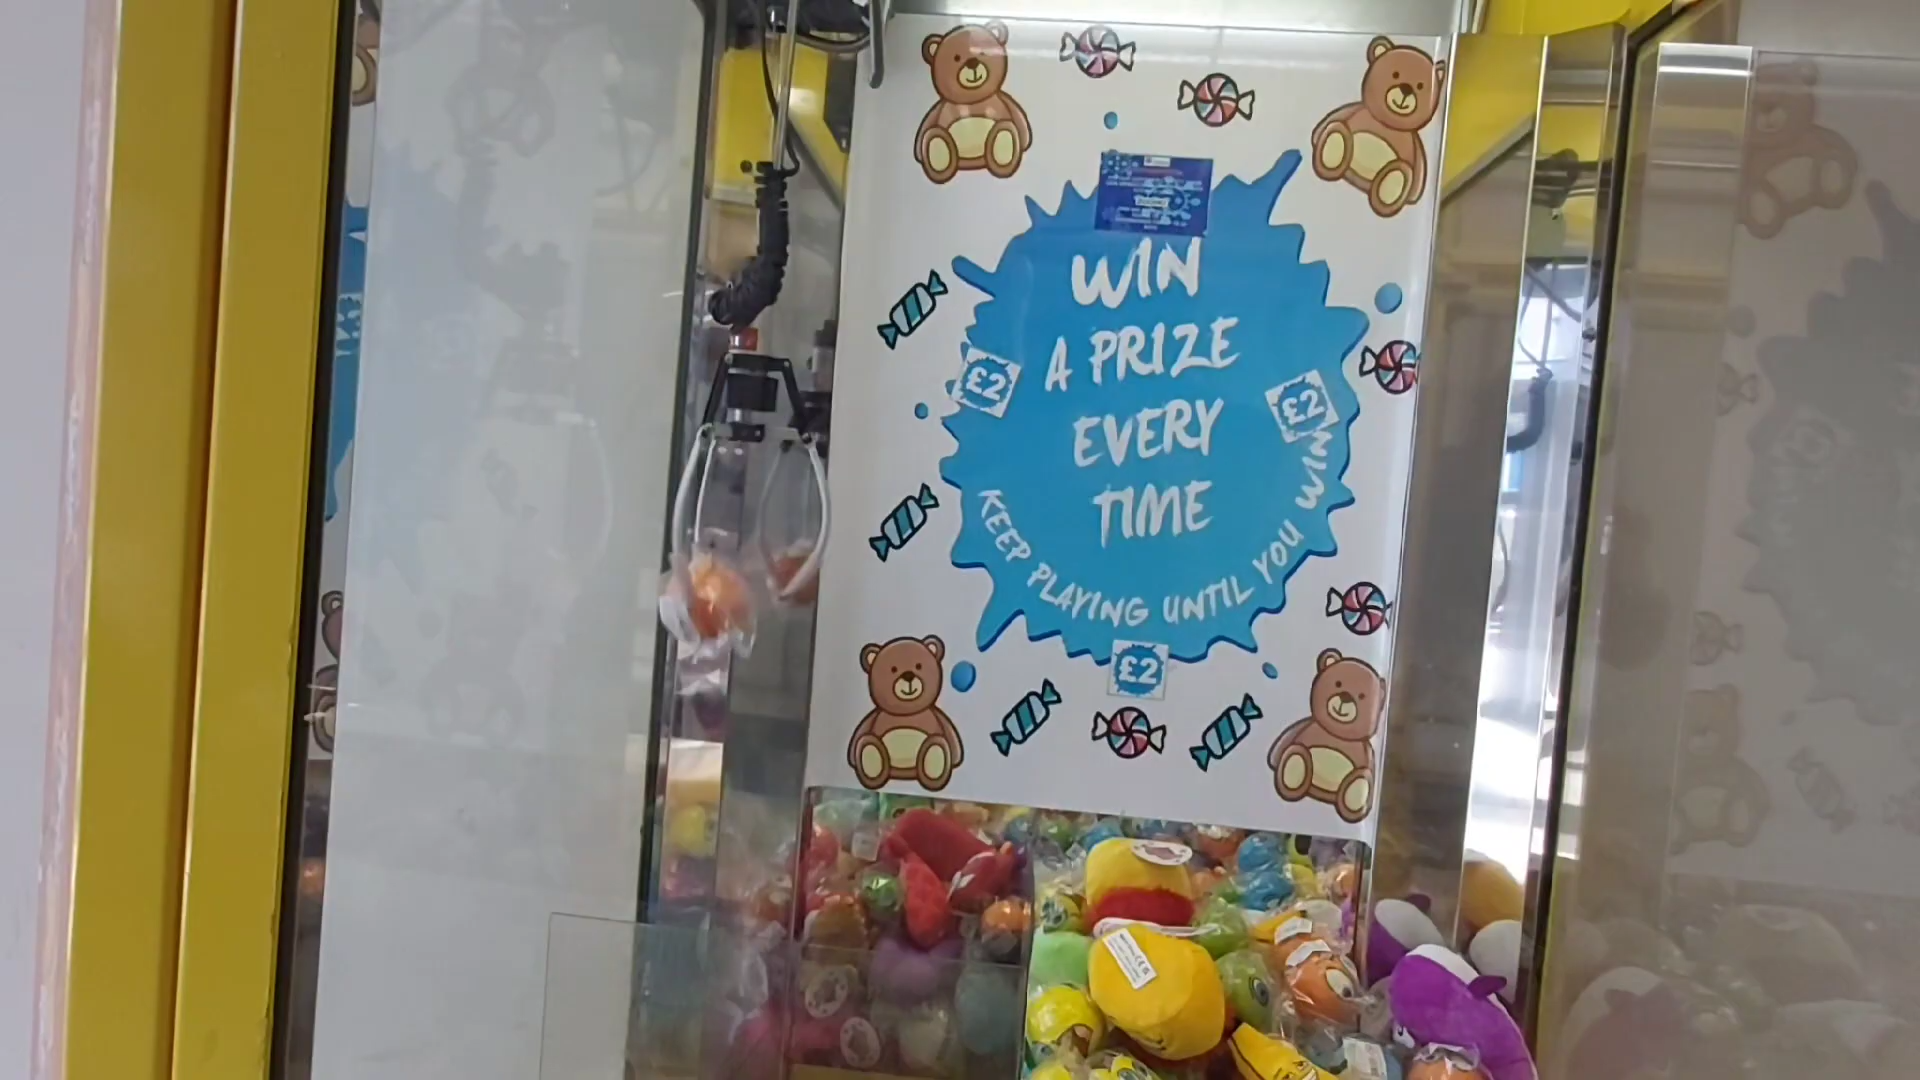 WIN
A PRIZE
EVERY
TIME
£2
£2
KEEP PLAYING UNTIL YOU WIN
£2